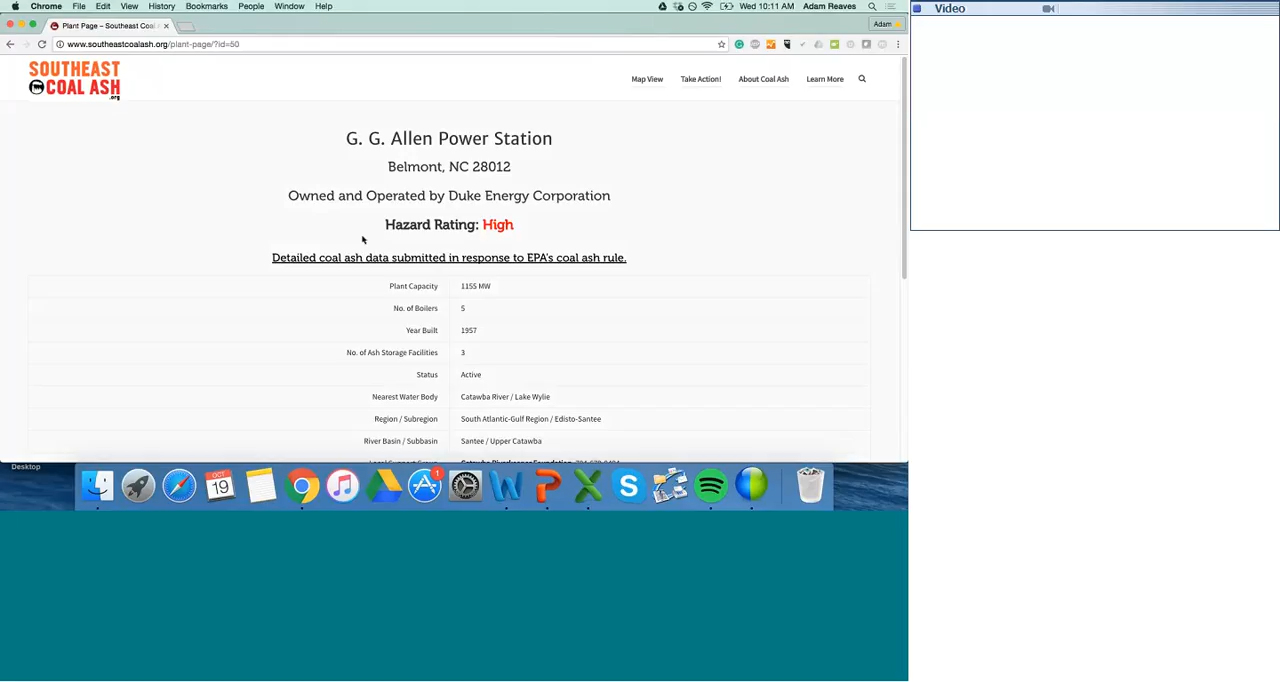 Chrome File Edit View History Bookmarks People Window Help Wed 10:11 AM Adam Reaves
Video
Plant Page – Southeast Coal
Adam
www.southeastcoalash.org/plant-page/?id=50
SOUTHEAST
COAL ASH
.org
Map View Take Action! About Coal Ash Learn More
G. G. Allen Power Station
Belmont, NC 28012
Owned and Operated by Duke Energy Corporation
Hazard Rating: High
Detailed coal ash data submitted in response to EPA's coal ash rule.
Plant Capacity 1155 MW
No. of Boilers 5
Year Built 1957
No. of Ash Storage Facilities 3
Status Active
Nearest Water Body Catawba River / Lake Wylie
Region / Subregion South Atlantic-Gulf Region / Edisto-Santee
River Basin / Subbasin Santee / Upper Catawba
Desktop
OCT
19
1